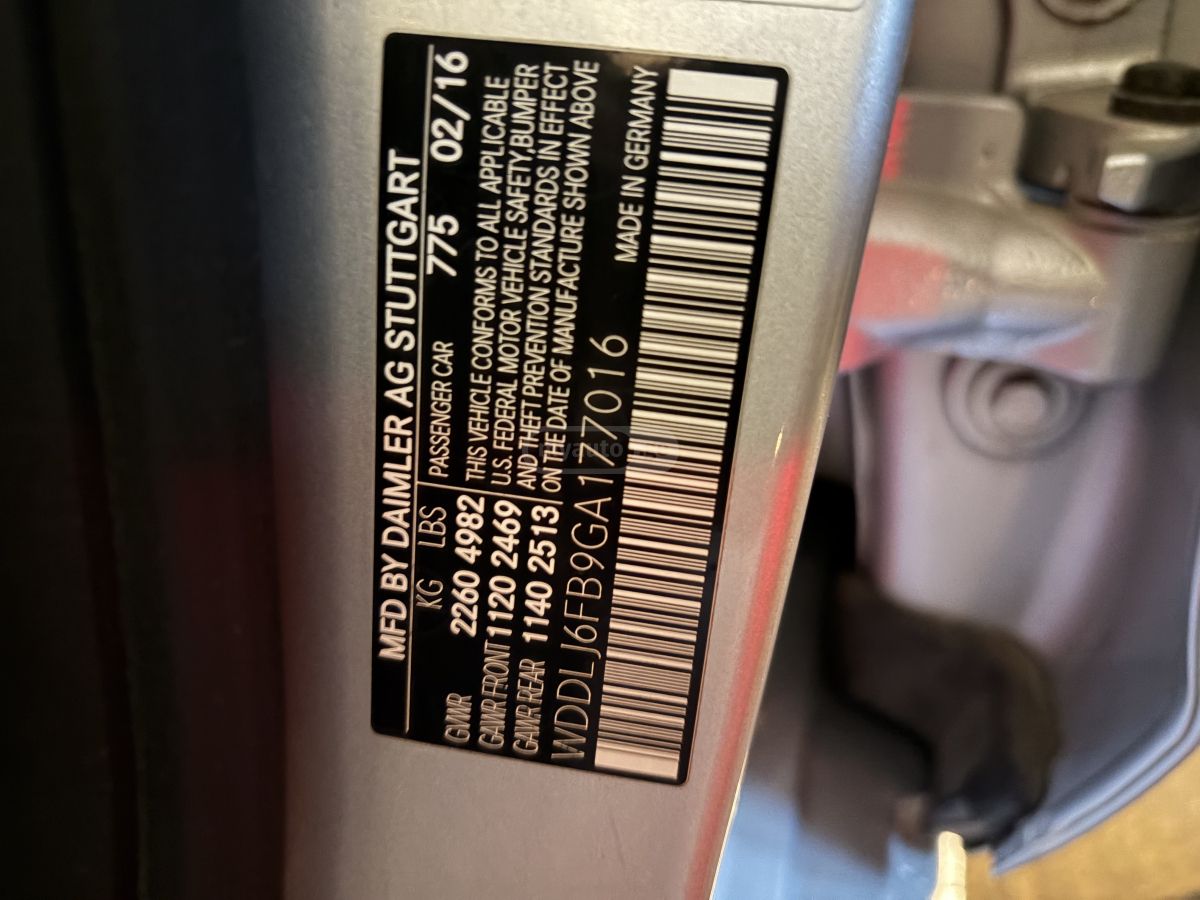 MFD BY DAIMLER AG STUTTGART
KG LBS PASSENGER CAR 775 02/16
GVWR 2260 4982 THIS VEHICLE CONFORMS TO ALL APPLICABLE
GAWR FRONT 1120 2469 U.S. FEDERAL MOTOR VEHICLE SAFETY, BUMPER
GAWR REAR 1140 2513 AND THEFT PREVENTION STANDARDS IN EFFECT
ON THE DATE OF MANUFACTURE SHOWN ABOVE
WDDLJ6FB9GA177016 MADE IN GERMANY